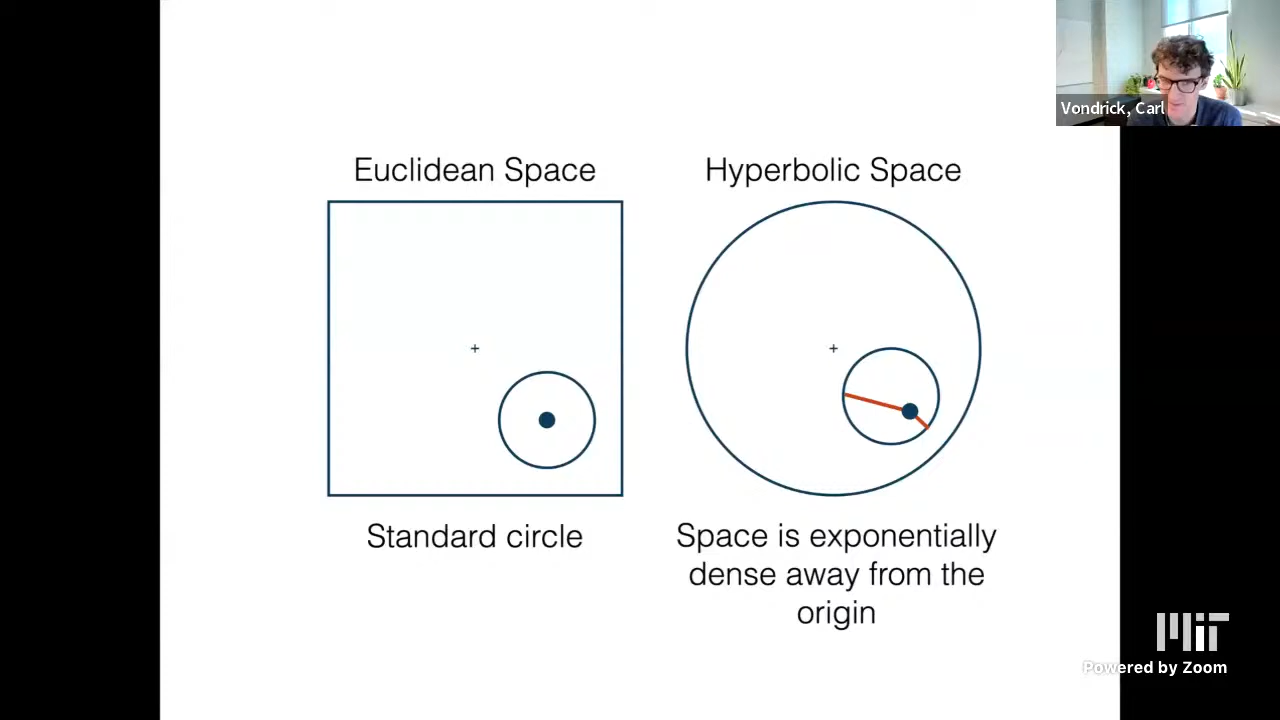 Vondrick, Carl
Euclidean Space
Hyperbolic Space
Standard circle
Space is exponentially
dense away from the
origin
MIT
Powered by Zoom